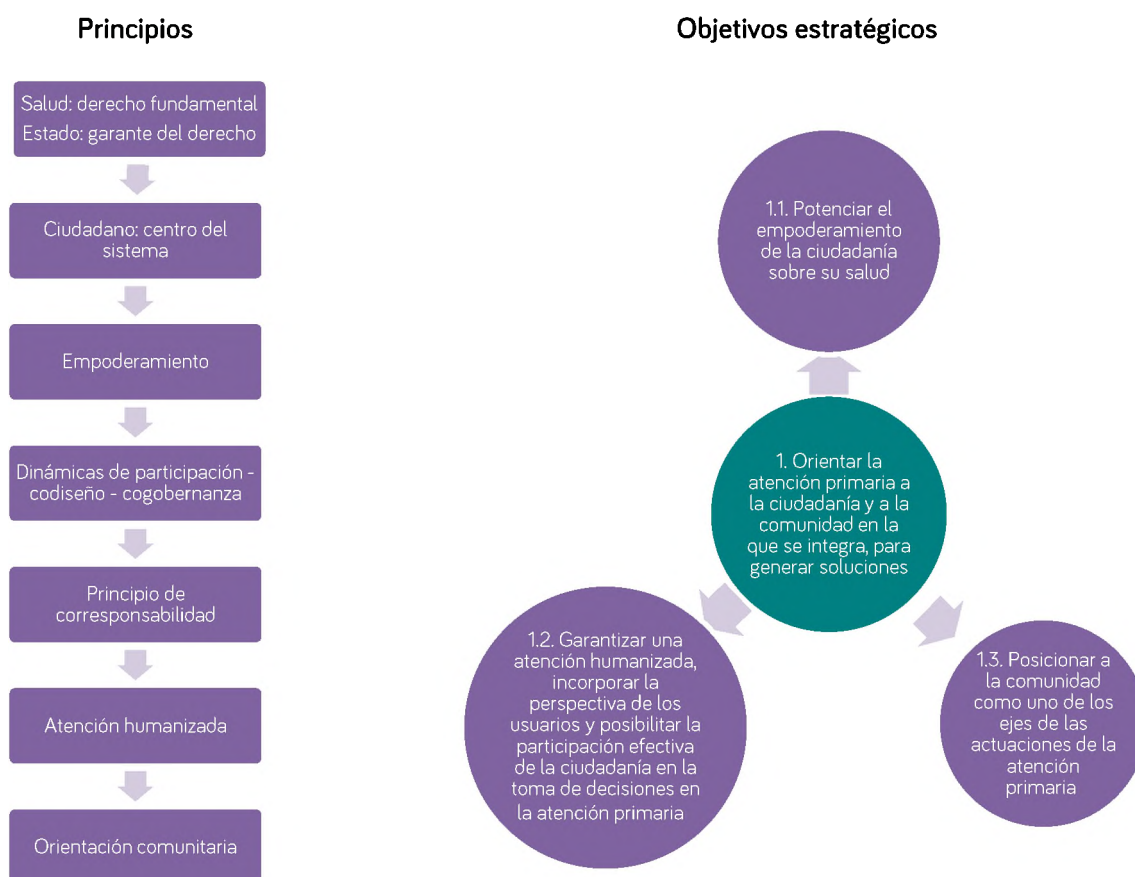 Principios
Salud: derecho fundamental
Estado: garante del derecho
Ciudadano: centro del
sistema
Empoderamiento
Dinámicas de participación -
codiseño - cogobernanza
Principio de
corresponsabilidad
Atención humanizada
Orientación comunitaria
Objetivos estratégicos
1.1. Potenciar el
empoderamiento
de la ciudadanía
sobre su salud
1. Orientar la
atención primaria a
la ciudadanía y a la
comunidad en la
que se integra, para
generar soluciones
1.2. Garantizar una
atención humanizada,
incorporar la
perspectiva de los
usuarios y posibilitar la
participación efectiva
de la ciudadanía en la
toma de decisiones en
la atención primaria
1.3. Posicionar a
la comunidad
como uno de los
ejes de las
actuaciones de la
atención
primaria